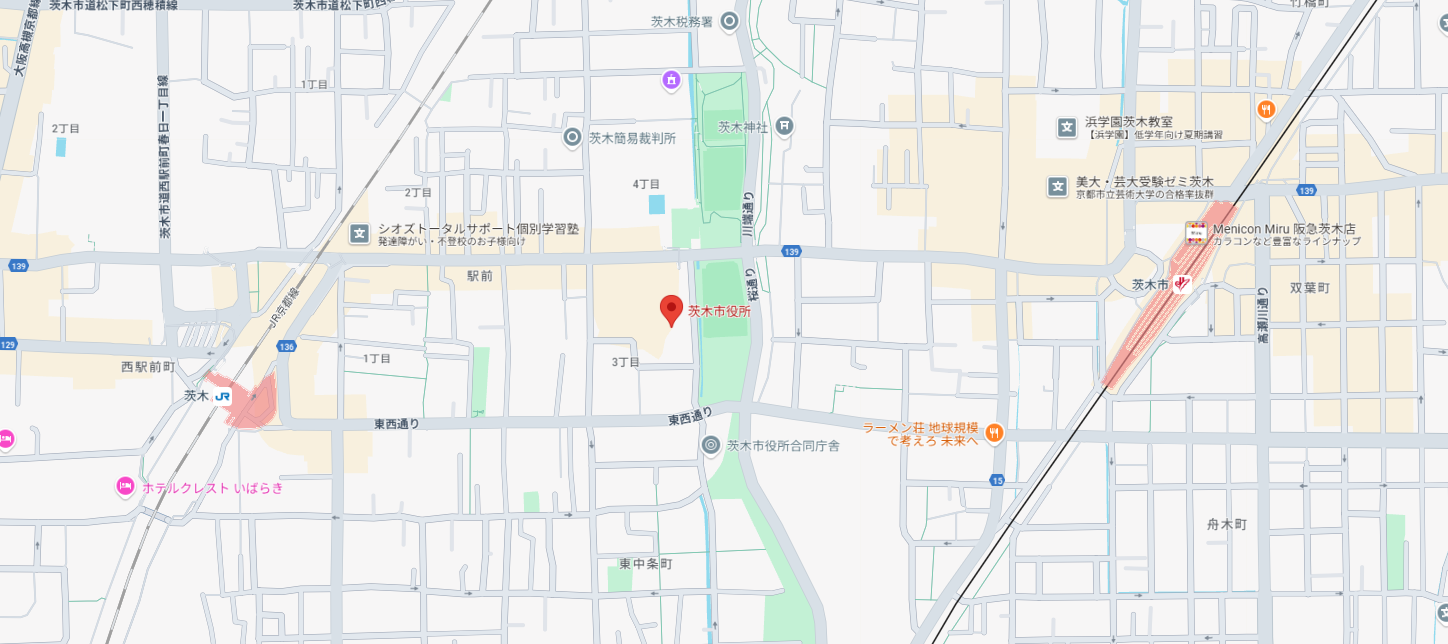 茨木市道松下町西穂積線
茨木市道松下町西穂積線
茨木税務署
竹橋町
大阪高槻京都線
1丁目
茨木市道西駅前町春日一丁目線
2丁目
茨木簡易裁判所
茨木神社
浜学園茨木教室
【浜学園】低学年向け夏期講習
4丁目
2丁目
美大・芸大受験ゼミ茨木
京都市立芸術大学の合格率抜群
139
川端通り
シオズトータルサポート個別学習塾
発達障がい・不登校のお子様向け
Menicon Miru 阪急茨木店
カラコンなど豊富なラインナップ
139
139
駅前
桜通り
茨木市
双葉町
JR京都線
茨木市役所
高瀬川通り
129
136
1丁目
3丁目
西駅前町
茨木
JR
東西通り
東西通り
ラーメン荘 地球規模
で考えろ 未来へ
茨木市役所合同庁舎
15
ホテルクレスト いばらき
舟木町
東中条町